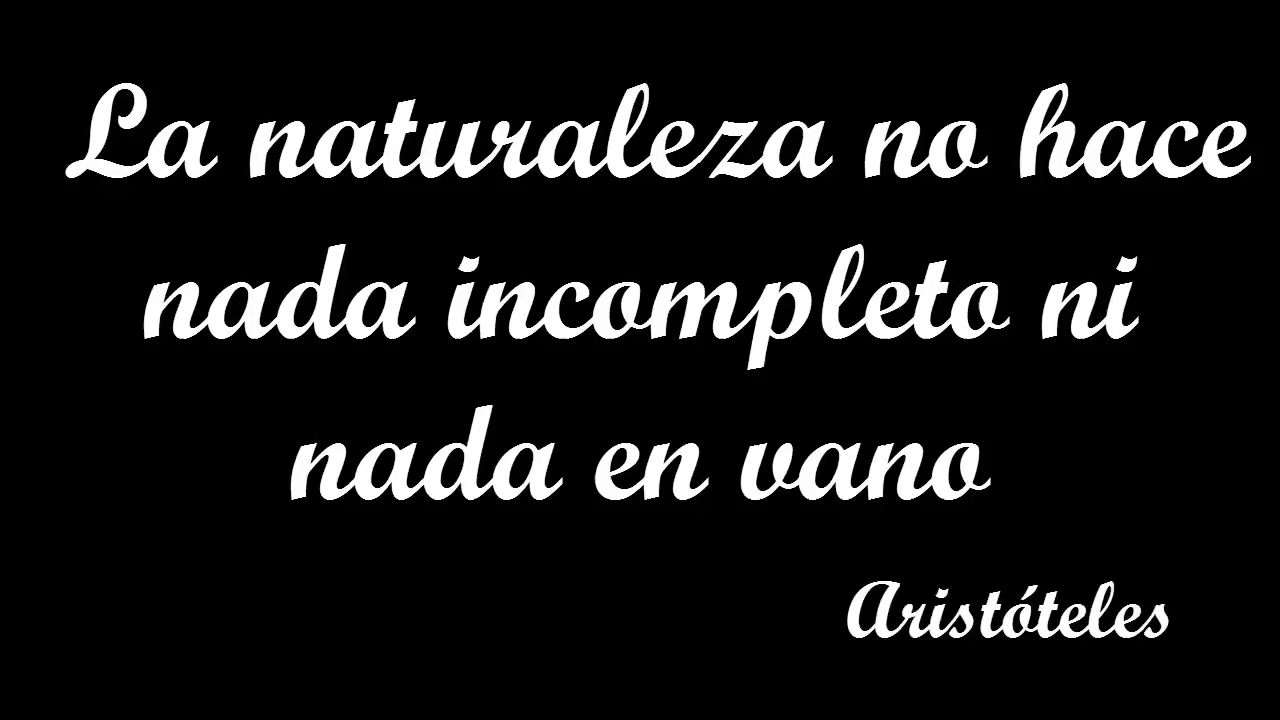 La naturaleza no hace
nada incompleto ni
nada en vano
Aristóteles